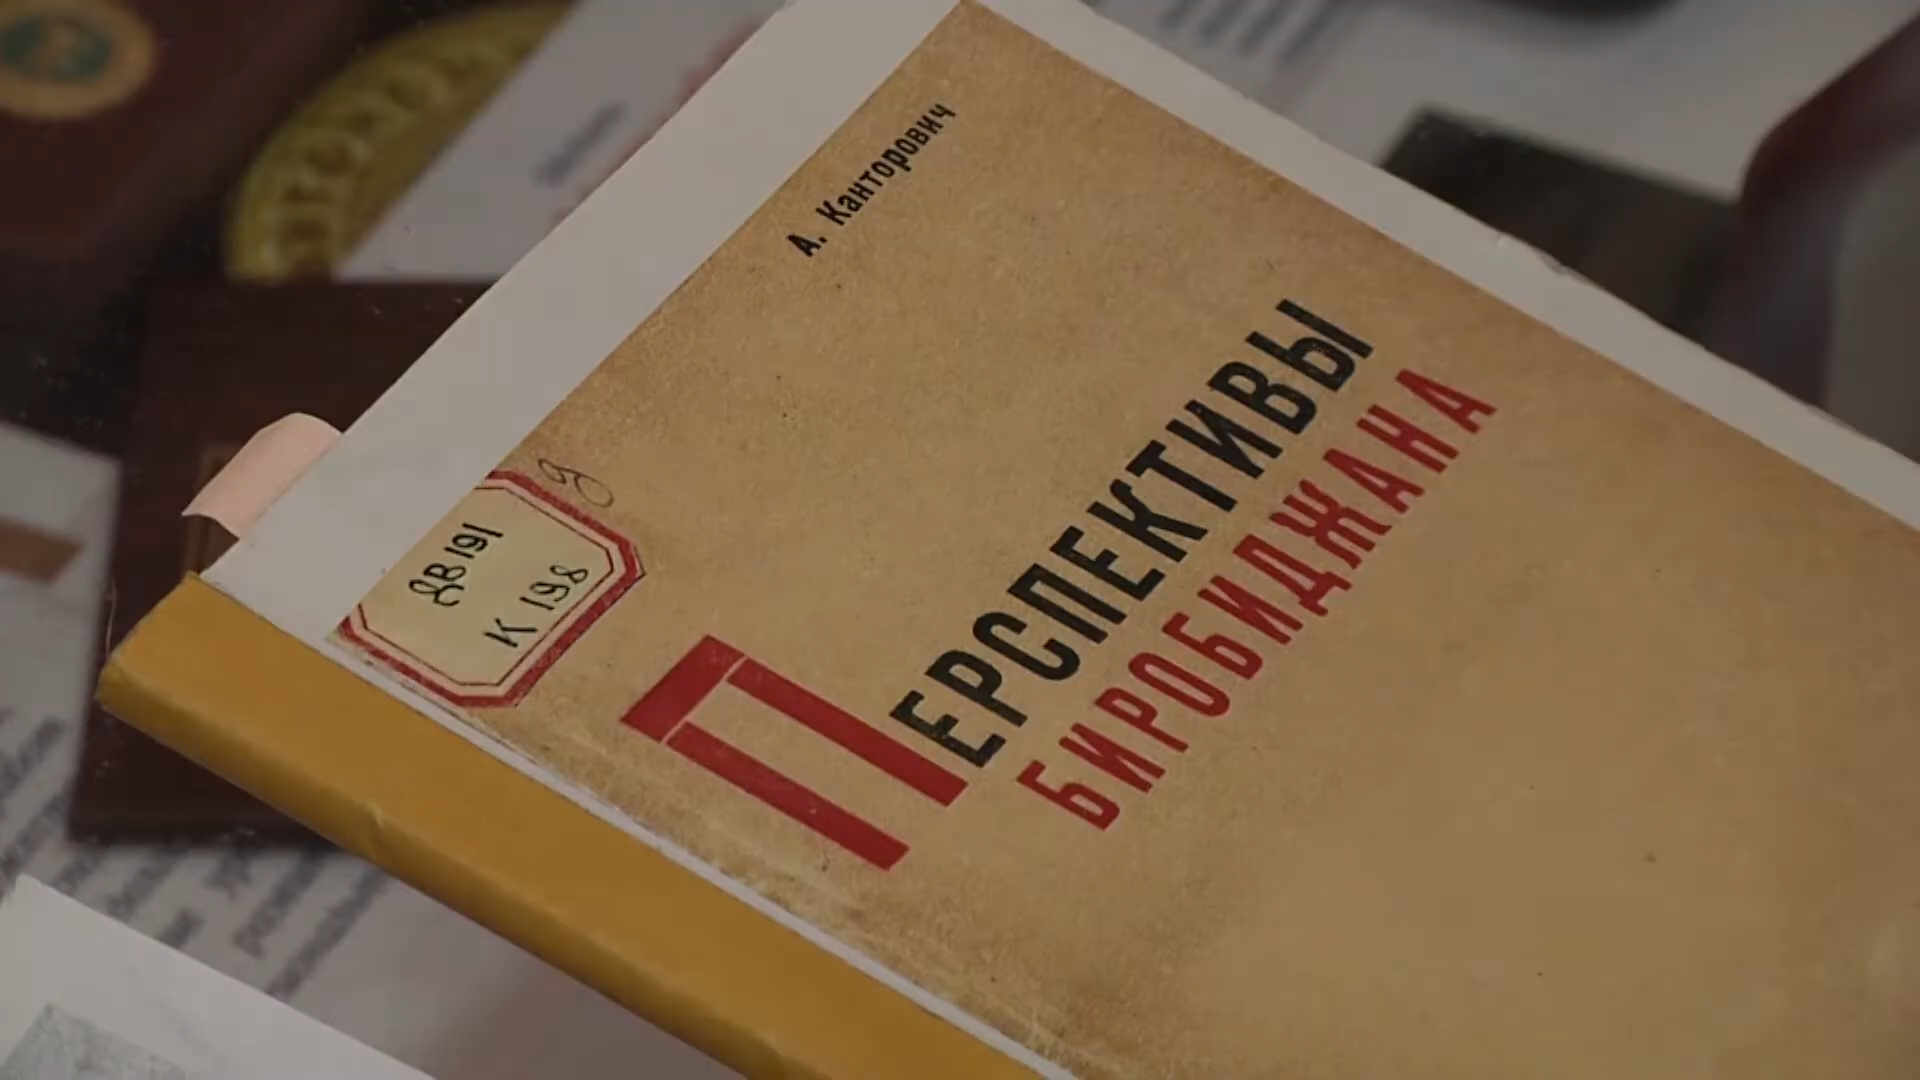 А. Канторович
ПЕРСПЕКТИВЫ
БИРОБИДЖАНА
ДВ 191
К 198